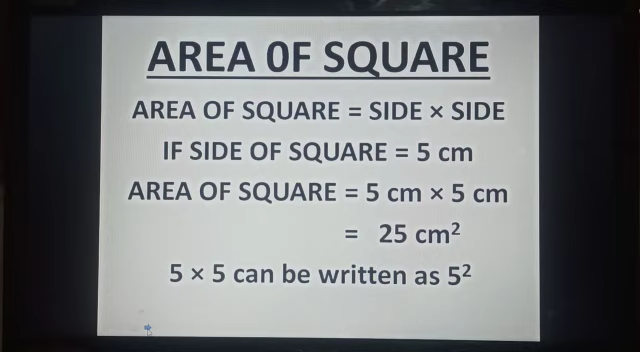 AREA 0F SQUARE
AREA OF SQUARE = SIDE × SIDE
IF SIDE OF SQUARE = 5 cm
AREA OF SQUARE = 5 cm × 5 cm
= 25 cm²
5 × 5 can be written as 5²